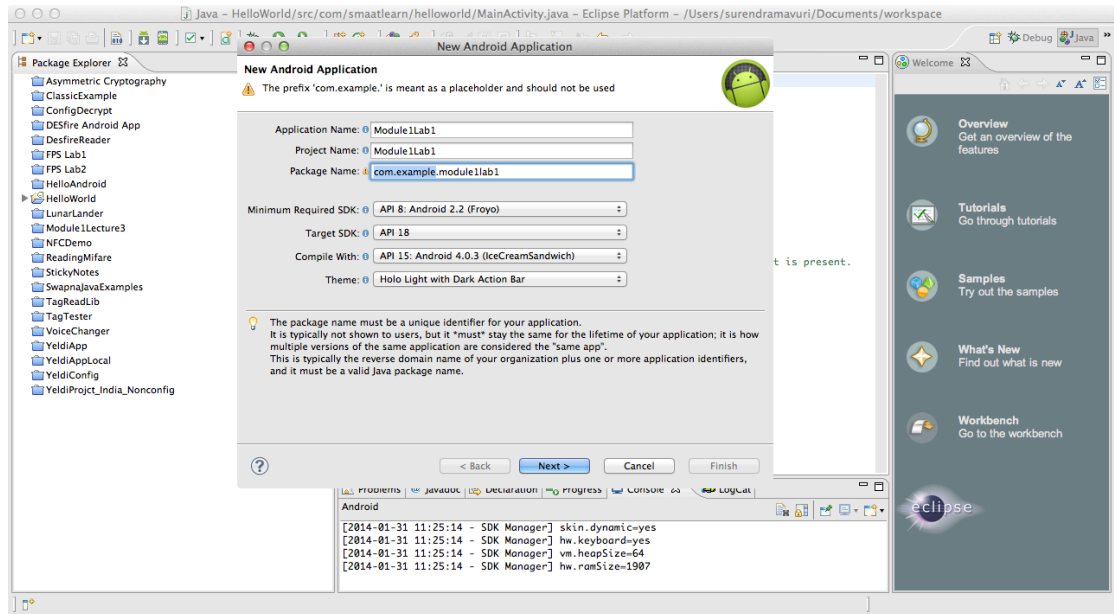 Java – HelloWorld/src/com/smaatlearn/helloworld/MainActivity.java – Eclipse Platform – /Users/surendramavuri/Documents/workspace
Debug
Java
Package Explorer
Asymmetric Cryptography
ClassicExample
ConfigDecrypt
DESfire Android App
DesfireReader
FPS Lab1
FPS Lab2
HelloAndroid
HelloWorld
LunarLander
Module1Lecture3
NFCDemo
ReadingMifare
StickyNotes
SwapnaJavaExamples
TagReadLib
TagTester
VoiceChanger
YeldiApp
YeldiAppLocal
YeldiConfig
YeldiProjct_India_Nonconfig
New Android Application
New Android Application
The prefix 'com.example.' is meant as a placeholder and should not be used
Application Name: Module1Lab1
Project Name: Module1Lab1
Package Name: com.example.module1lab1
Minimum Required SDK: API 8: Android 2.2 (Froyo)
Target SDK: API 18
Compile With: API 15: Android 4.0.3 (IceCreamSandwich)
Theme: Holo Light with Dark Action Bar
The package name must be a unique identifier for your application.
It is typically not shown to users, but it *must* stay the same for the lifetime of your application; it is how
multiple versions of the same application are considered the "same app".
This is typically the reverse domain name of your organization plus one or more application identifiers,
and it must be a valid Java package name.
< Back
Next >
Cancel
Finish
t is present.
Problems
Javadoc
Declaration
Progress
Console
LogCat
Android
[2014-01-31 11:25:14 - SDK Manager] skin.dynamic=yes
[2014-01-31 11:25:14 - SDK Manager] hw.keyboard=yes
[2014-01-31 11:25:14 - SDK Manager] vm.heapSize=64
[2014-01-31 11:25:14 - SDK Manager] hw.ramSize=1907
Welcome
Overview
Get an overview of the
features
Tutorials
Go through tutorials
Samples
Try out the samples
What's New
Find out what is new
Workbench
Go to the workbench
eclipse